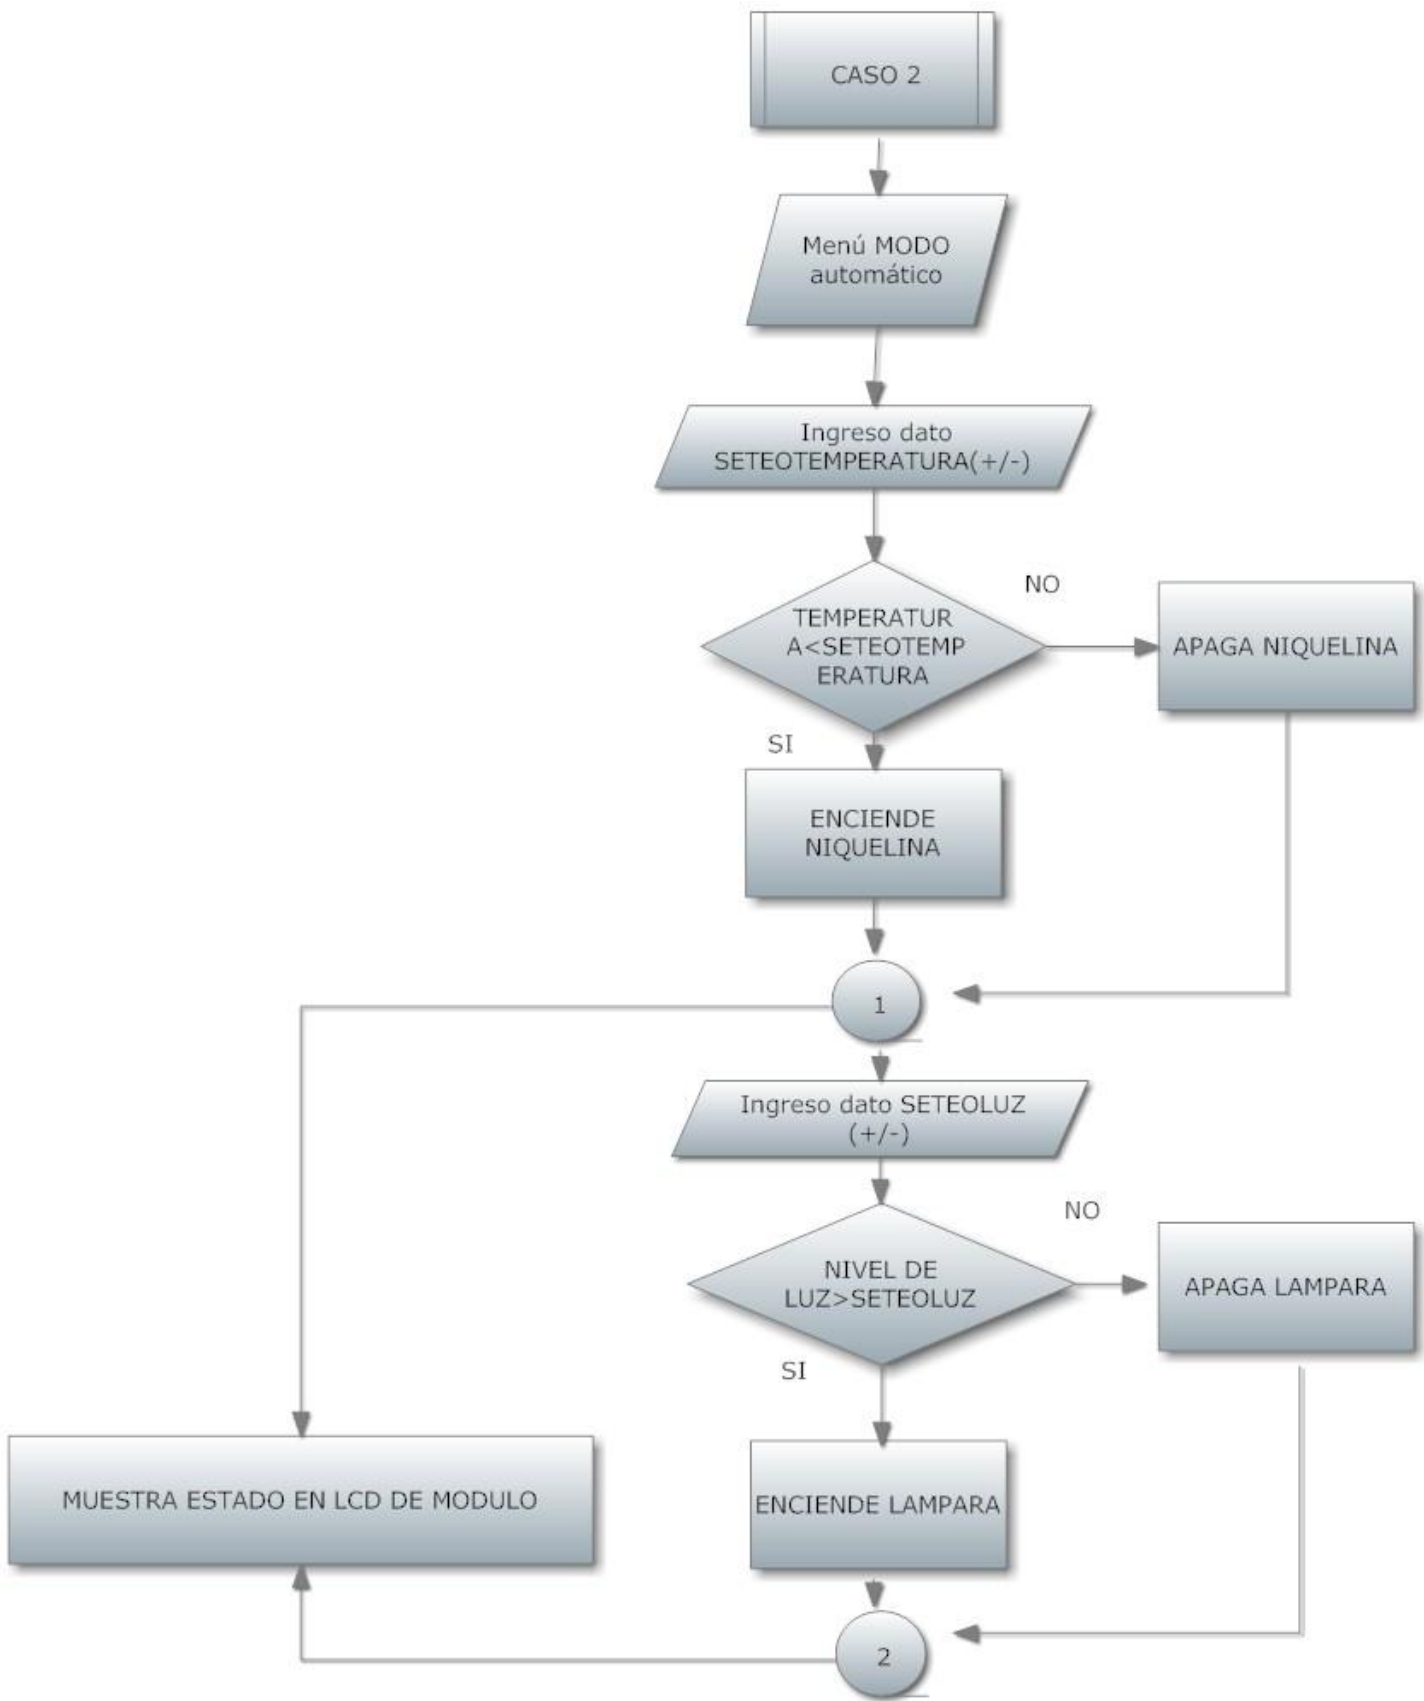 CASO 2
Menú MODO
automático
Ingreso dato
SETEOTEMPERATURA(+/-)
TEMPERATUR
A<SETEOTEMP
ERATURA
NO
APAGA NIQUELINA
SI
ENCIENDE
NIQUELINA
1
Ingreso dato SETEOLUZ
(+/-)
NIVEL DE
LUZ>SETEOLUZ
NO
APAGA LAMPARA
SI
ENCIENDE LAMPARA
MUESTRA ESTADO EN LCD DE MODULO
2